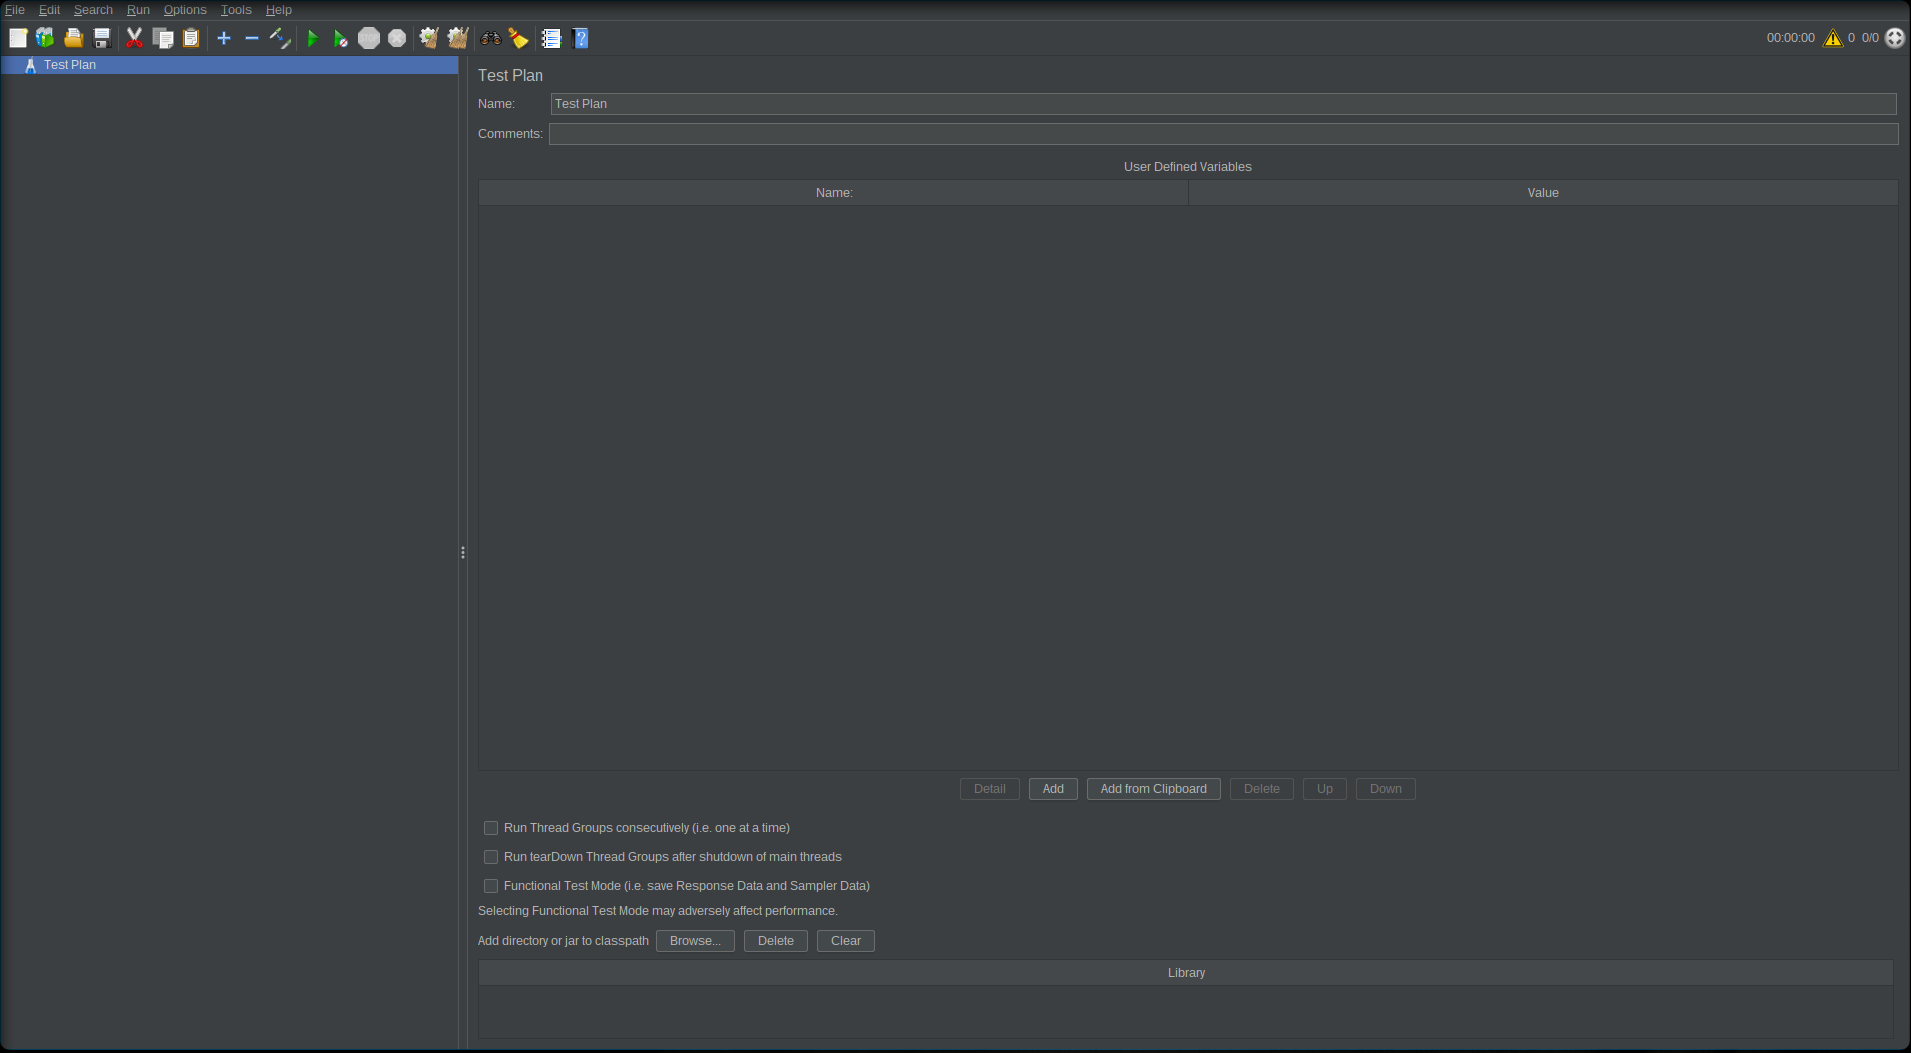 File Edit Search Run Options Tools Help
00:00:00 0 0/0
Test Plan
Test Plan
Name: Test Plan
Comments:
User Defined Variables
Name: Value
Detail Add Add from Clipboard Delete Up Down
Run Thread Groups consecutively (i.e. one at a time)
Run tearDown Thread Groups after shutdown of main threads
Functional Test Mode (i.e. save Response Data and Sampler Data)
Selecting Functional Test Mode may adversely affect performance.
Add directory or jar to classpath Browse... Delete Clear
Library